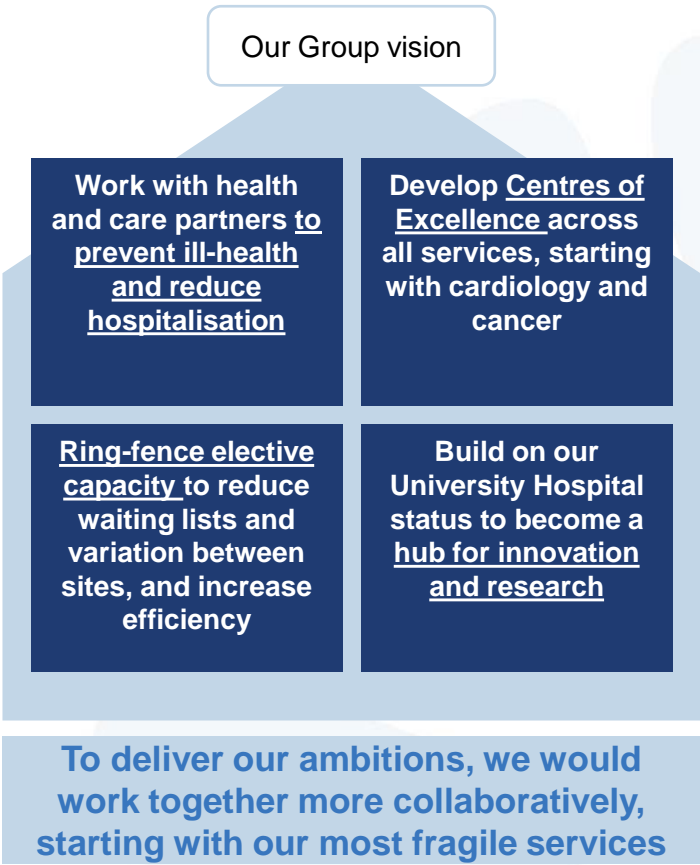 Our Group vision
Work with health
and care partners to
prevent ill-health
and reduce
hospitalisation
Develop Centres of
Excellence across
all services, starting
with cardiology and
cancer
Ring-fence elective
capacity to reduce
waiting lists and
variation between
sites, and increase
efficiency
Build on our
University Hospital
status to become a
hub for innovation
and research
To deliver our ambitions, we would
work together more collaboratively,
starting with our most fragile services